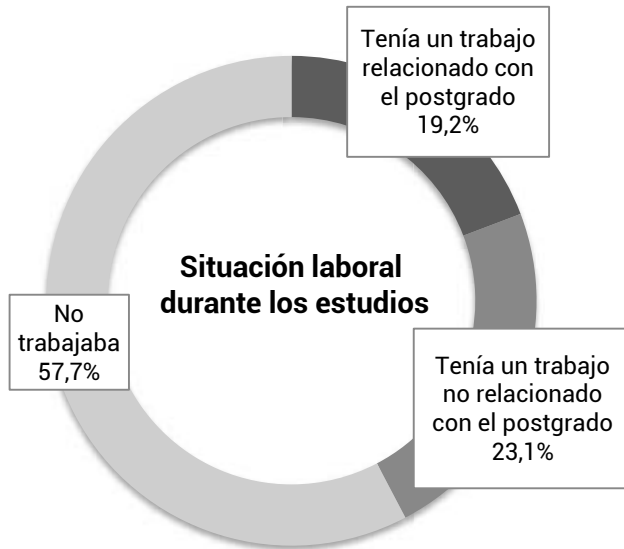 Tenía un trabajo
relacionado con
el postgrado
19,2%
Situación laboral
durante los estudios
No
trabajaba
57,7%
Tenía un trabajo
no relacionado
con el postgrado
23,1%